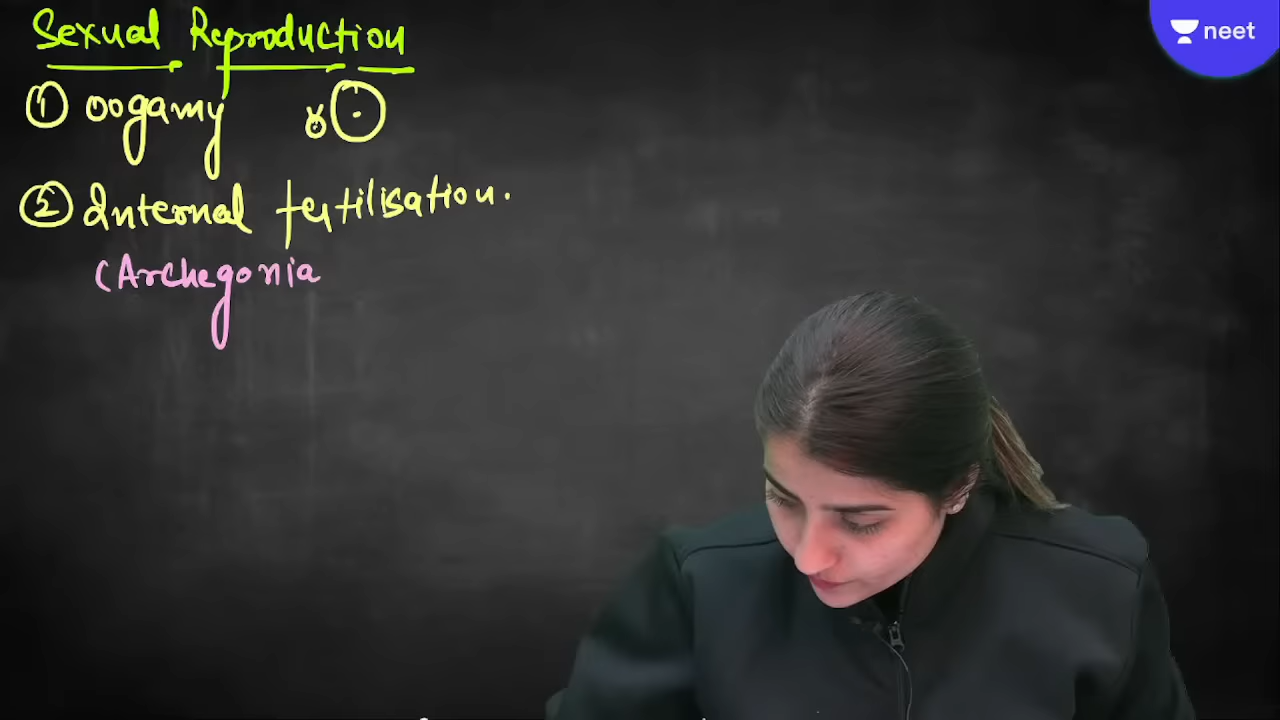 Sexual Reproduction
① oogamy
② Internal fertilisation.
(Archegonia
neet